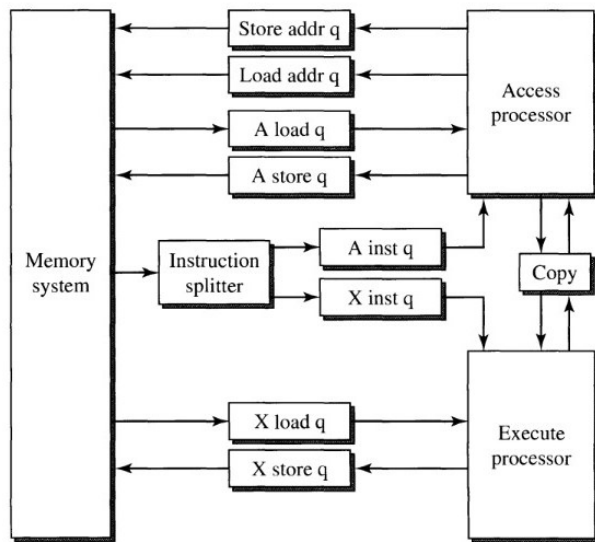 Store addr q
Load addr q
A load q
A store q
Access
processor
Memory
system
Instruction
splitter
A inst q
X inst q
Copy
X load q
X store q
Execute
processor